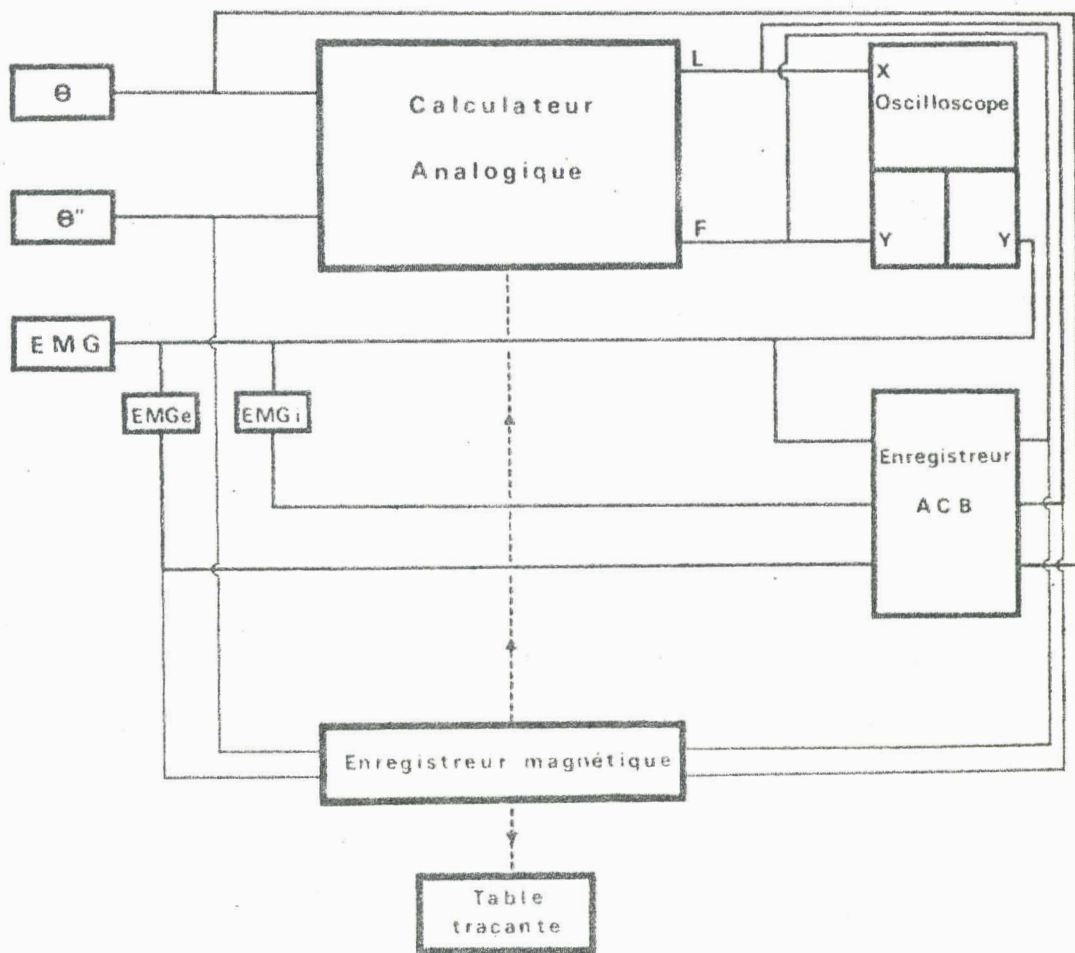 L
X
Oscilloscope
θ
Calculateur
Analogique
θ"
F
Y
Y
EMG
EMGe
EMGi
Enregistreur
ACB
Enregistreur magnétique
Table
traçante